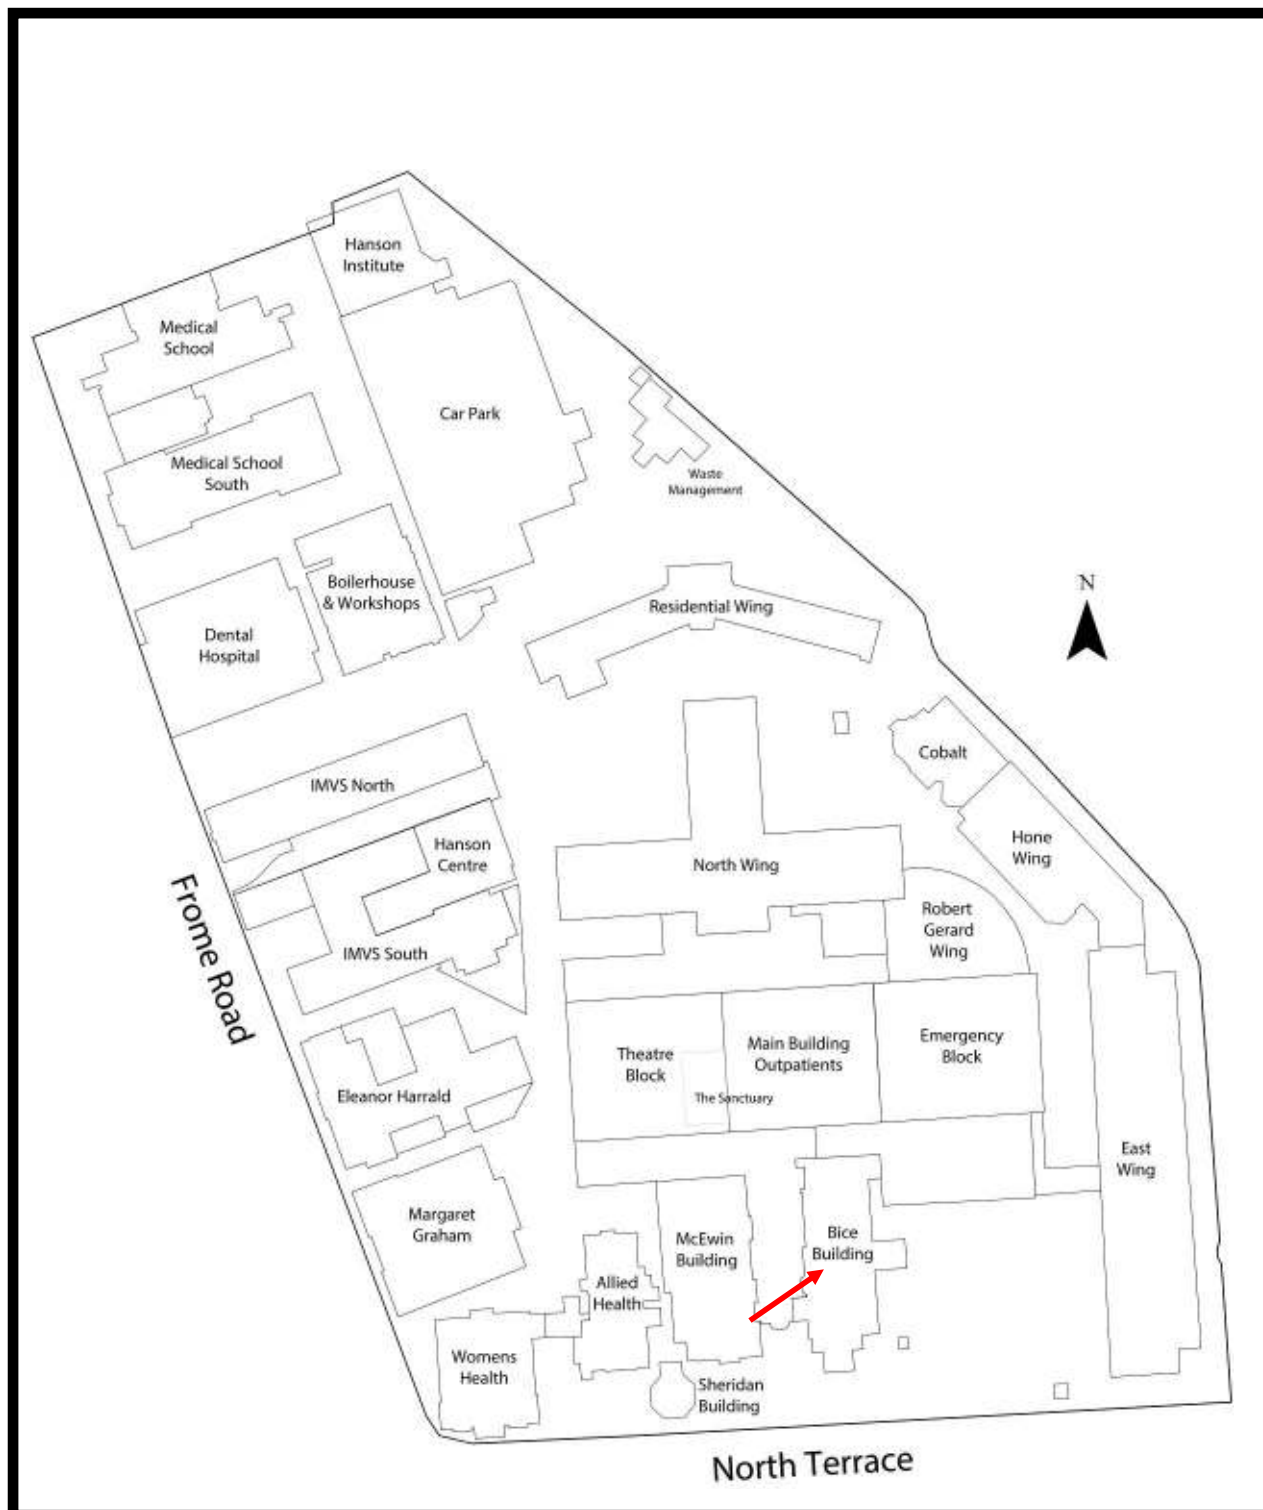 Hanson
Institute
Medical
School
Car Park
Medical School
South
Waste
Management
Boilerhouse
& Workshops
Residential Wing
N
Dental
Hospital
Cobalt
IMVS North
Hone
Wing
Hanson
Centre
North Wing
Frome Road
Robert
Gerard
Wing
IMVS South
Theatre
Block
Main Building
Outpatients
Emergency
Block
Eleanor Harrald
The Sanctuary
East
Wing
Margaret
Graham
McEwin
Building
Bice
Building
Allied
Health
Womens
Health
Sheridan
Building
North Terrace